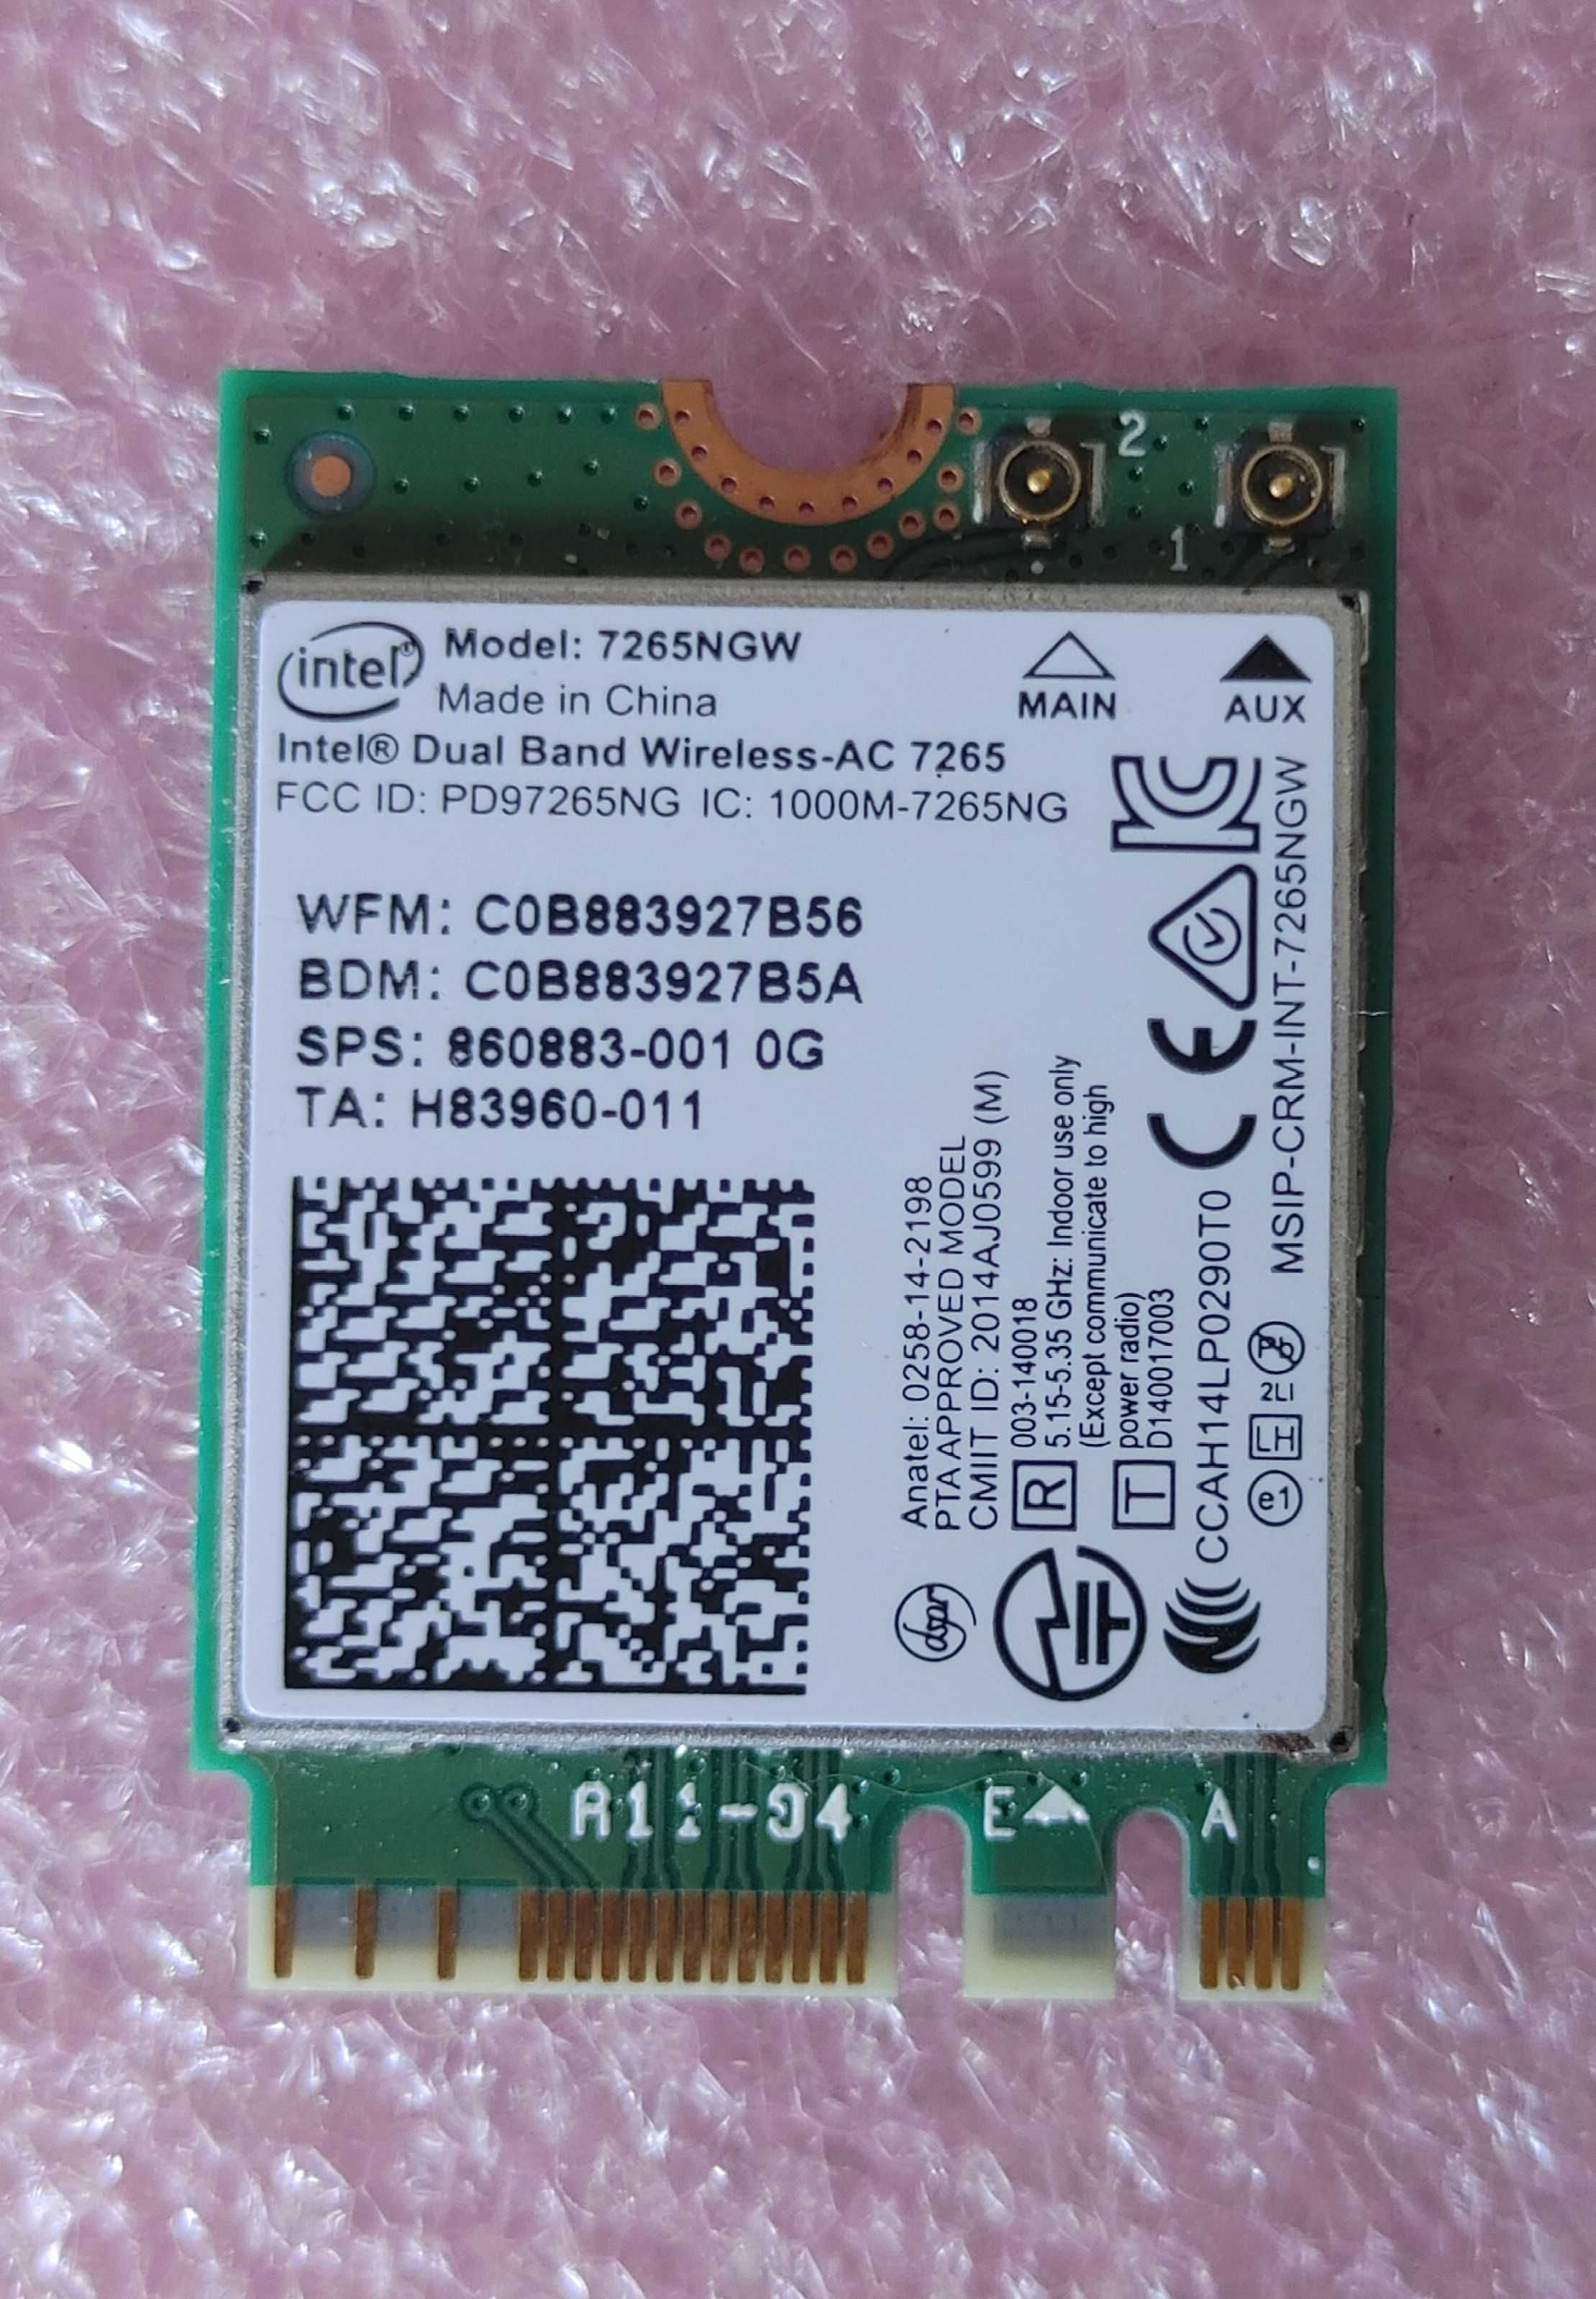 2
1
intel®
Model: 7265NGW
Made in China
MAIN
AUX
Intel® Dual Band Wireless-AC 7265
FCC ID: PD97265NG IC: 1000M-7265NG
WFM: C0B883927B56
BDM: C0B883927B5A
SPS: 860883-001 0G
TA: H83960-011
Anatel: 0258-14-2198
PTA APPROVED MODEL
CMIIT ID: 2014AJ0599 (M)
R 003-140018
5.15-5.35 GHz: Indoor use only
(Except communicate to high
power radio)
T D140017003
CCAH14LP0290T0
MSIP-CRM-INT-7265NGW
CE
R11-04
E
A